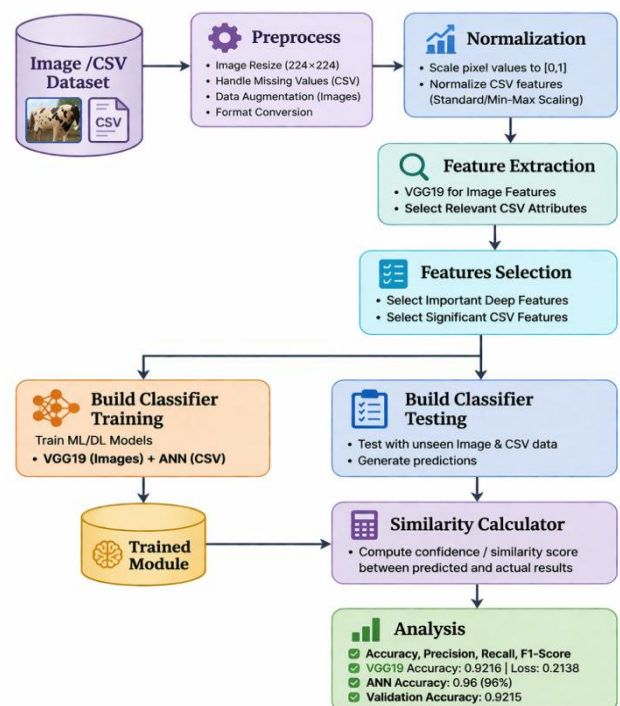 Image /CSV
Dataset
CSV
Preprocess
• Image Resize (224×224)
• Handle Missing Values (CSV)
• Data Augmentation (Images)
• Format Conversion
Normalization
• Scale pixel values to [0,1]
• Normalize CSV features
(Standard/Min-Max Scaling)
Feature Extraction
• VGG19 for Image Features
• Select Relevant CSV Attributes
Features Selection
• Select Important Deep Features
• Select Significant CSV Features
Build Classifier
Training
Train ML/DL Models
• VGG19 (Images) + ANN (CSV)
Build Classifier
Testing
• Test with unseen Image & CSV data
• Generate predictions
Trained
Module
Similarity Calculator
• Compute confidence / similarity score
between predicted and actual results
Analysis
Accuracy, Precision, Recall, F1-Score
VGG19 Accuracy: 0.9216 | Loss: 0.2138
ANN Accuracy: 0.96 (96%)
Validation Accuracy: 0.9215